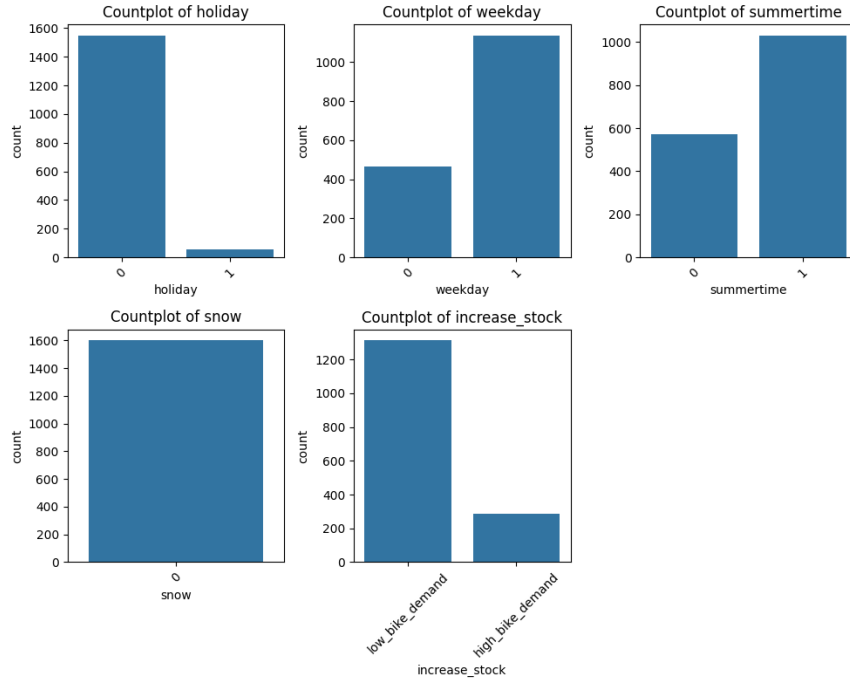 Countplot of holiday
1600
1400
1200
1000
800
600
400
200
0
count
0
1
holiday
Countplot of weekday
1000
800
600
400
200
0
count
0
1
weekday
Countplot of summertime
1000
800
600
400
200
0
count
0
1
summertime
Countplot of snow
1600
1400
1200
1000
800
600
400
200
0
count
0
snow
Countplot of increase_stock
1200
1000
800
600
400
200
0
count
low_bike_demand
high_bike_demand
increase_stock